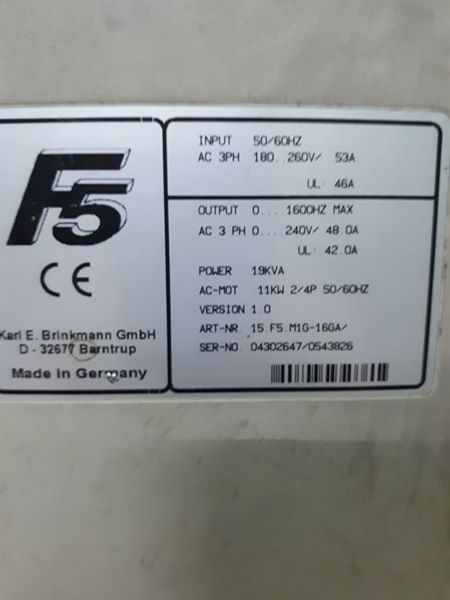 F5
CE
Karl E. Brinkmann GmbH
D - 32677 Barntrup
Made in Germany
INPUT 50/60HZ
AC 3PH 180..260V/ 53A
UL: 46A
OUTPUT 0....1600HZ MAX
AC 3 PH 0... 240V/ 48.0A
UL: 42.0A
POWER 19KVA
AC-MOT 11KW 2/4P 50/60HZ
VERSION 1.0
ART-NR. 15.F5.M1G-16GA/
SER-NO. 04302647/0543826